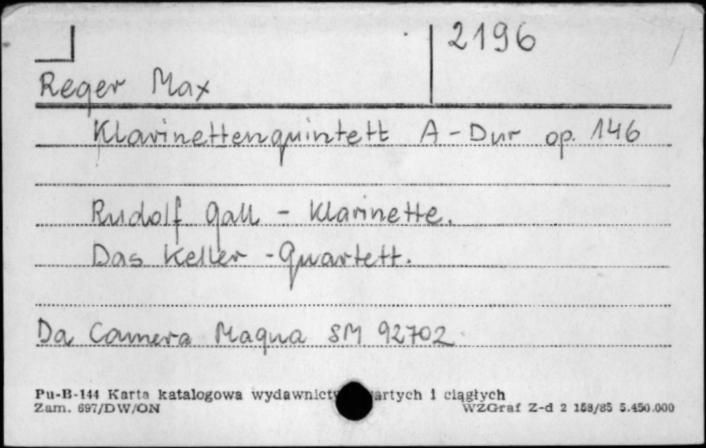 2196
Reger Max
Klarinettenquintett A-Dur op. 146
Rudolf Gall - Klarinette.
Das Keller-Quartett.
Da Camera Magna SM 92702
Pu-B-144 Karta katalogowa wydawnict artych i ciągłych
Zam. 697/DW/ON WZGraf Z-d 2 158/85 5.450.000